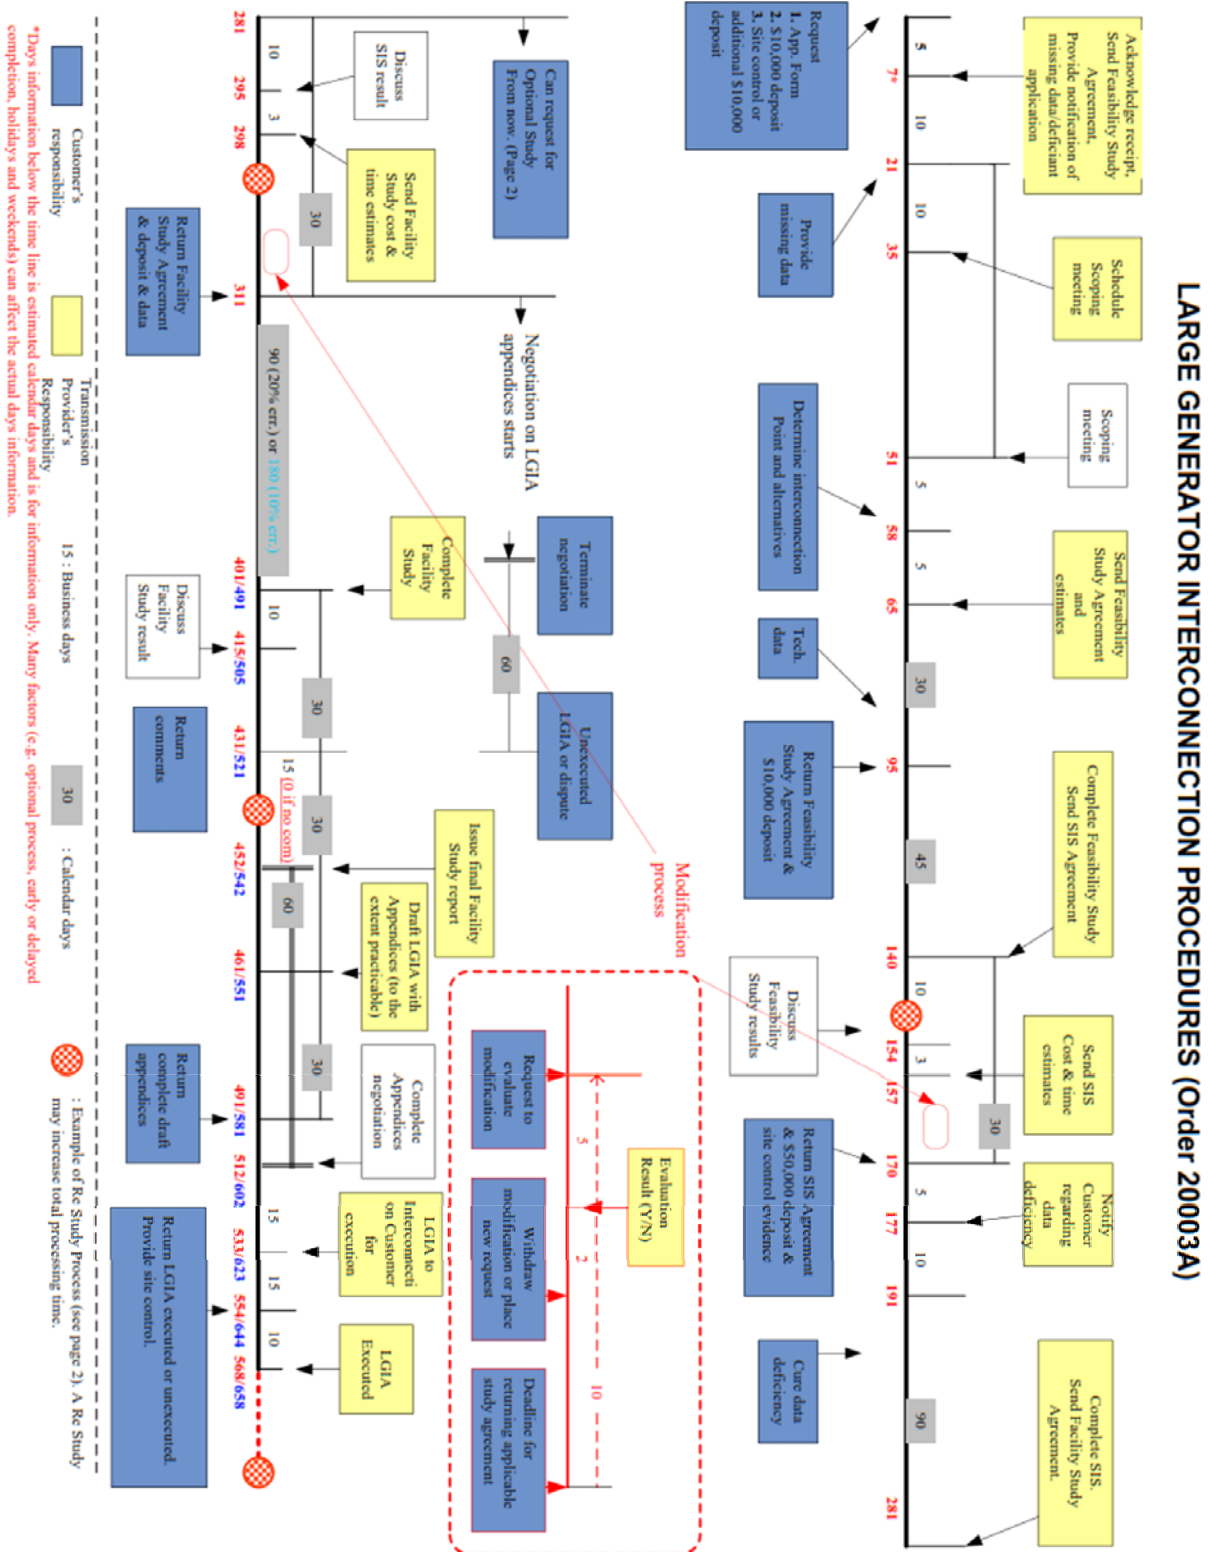 LARGE GENERATOR INTERCONNECTION PROCEDURES (Order 20003A)
Acknowledge receipt,
Send Feasibility Study
Agreement,
Provide notification of
missing data/deficiant
application
Schedule
Scoping
meeting
Scoping
meeting
Send Feasibility
Study Agreement
and
estimates
Complete Feasibility Study
Send SIS Agreement
Send SIS
Cost & time
estimates
Notify
Customer
regarding
data
deficiency
Complete SIS.
Send Facility Study
Agreement.
30
5
10
10
5
5
30
45
10
3
5
10
90
7*
21
35
51
58
65
95
140
154
157
170
177
191
281
Request
1. App. Form
2. $10,000 deposit
3. Site control or
additional $10,000
deposit
Provide
missing data
Determine interconnection
Point and alternatives
Tech.
data
Return Feasibility
Study Agreement &
$10,000 deposit
Discuss
Feasibility
Study results
Return SIS Agreement
& $50,000 deposit &
site control evidence
Cure data
deficiency
Modification
process
Evaluation
Result (Y/N)
5
2
10
Request to
evaluate
modification
Withdraw
modification or place
new request
Deadline for
returning applicable
study agreement
Can request for
Optional Study
From now. (Page 2)
Negotiation on LGIA
appendices starts
Terminate
negotiation
60
Unexecuted
LGIA or dispute
Discuss
SIS result
Send Facility
Study cost &
time estimates
Complete
Facility
Study
Issue final Facility
Study report
Draft LGIA with
Appendices (to the
extent practicable)
Complete
Appendices
negotiation
LGIA to
Interconnecti
on Customer
for
execution
LGIA
Executed
30
30
30
30
10
3
90 (20% err.) or 180 (10% err.)
10
15 (0 if no com)
60
15
15
10
281
295
298
311
401/491
415/505
431/521
452/542
461/551
491/581
512/602
533/623
554/644
568/658
Return Facility
Study Agreement
& deposit & data
Discuss
Facility
Study result
Return
comments
Return
complete draft
appendices
Return LGIA executed or unexecuted.
Provide site control.
Customer's
responsibility
Transmission
Provider's
Responsibility
15 : Business days
30
: Calendar days
: Example of Re Study Process (see page 2). A Re Study
may increase total processing time.
*Days information below the time line is estimated calendar days and is for information only. Many factors (e.g. optional process, early or delayed
completion, holidays and weekends) can affect the actual days information.